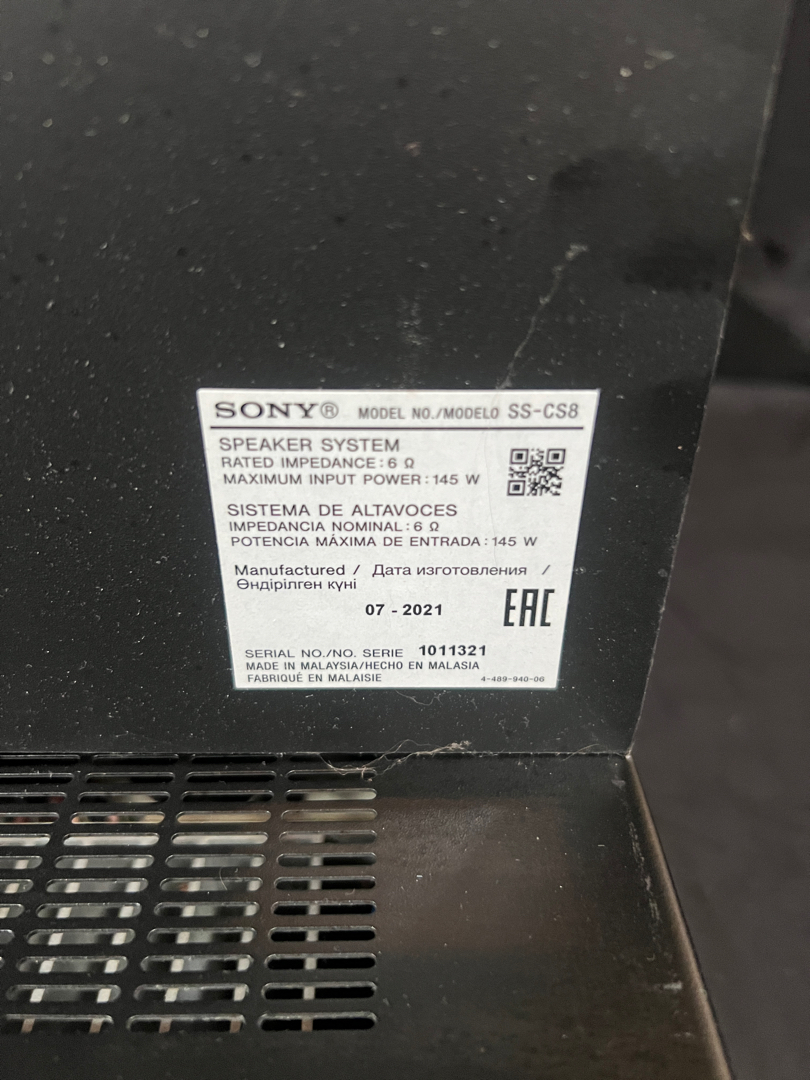 SONY® MODEL NO./MODELO SS-CS8
SPEAKER SYSTEM
RATED IMPEDANCE : 6 Ω
MAXIMUM INPUT POWER : 145 W
SISTEMA DE ALTAVOCES
IMPEDANCIA NOMINAL : 6 Ω
POTENCIA MÁXIMA DE ENTRADA : 145 W
Manufactured / Дата изготовления /
Өндірілген күні
07 - 2021
EAC
SERIAL NO./NO. SERIE 1011321
MADE IN MALAYSIA/HECHO EN MALASIA
FABRIQUÉ EN MALAISIE 4-489-940-06